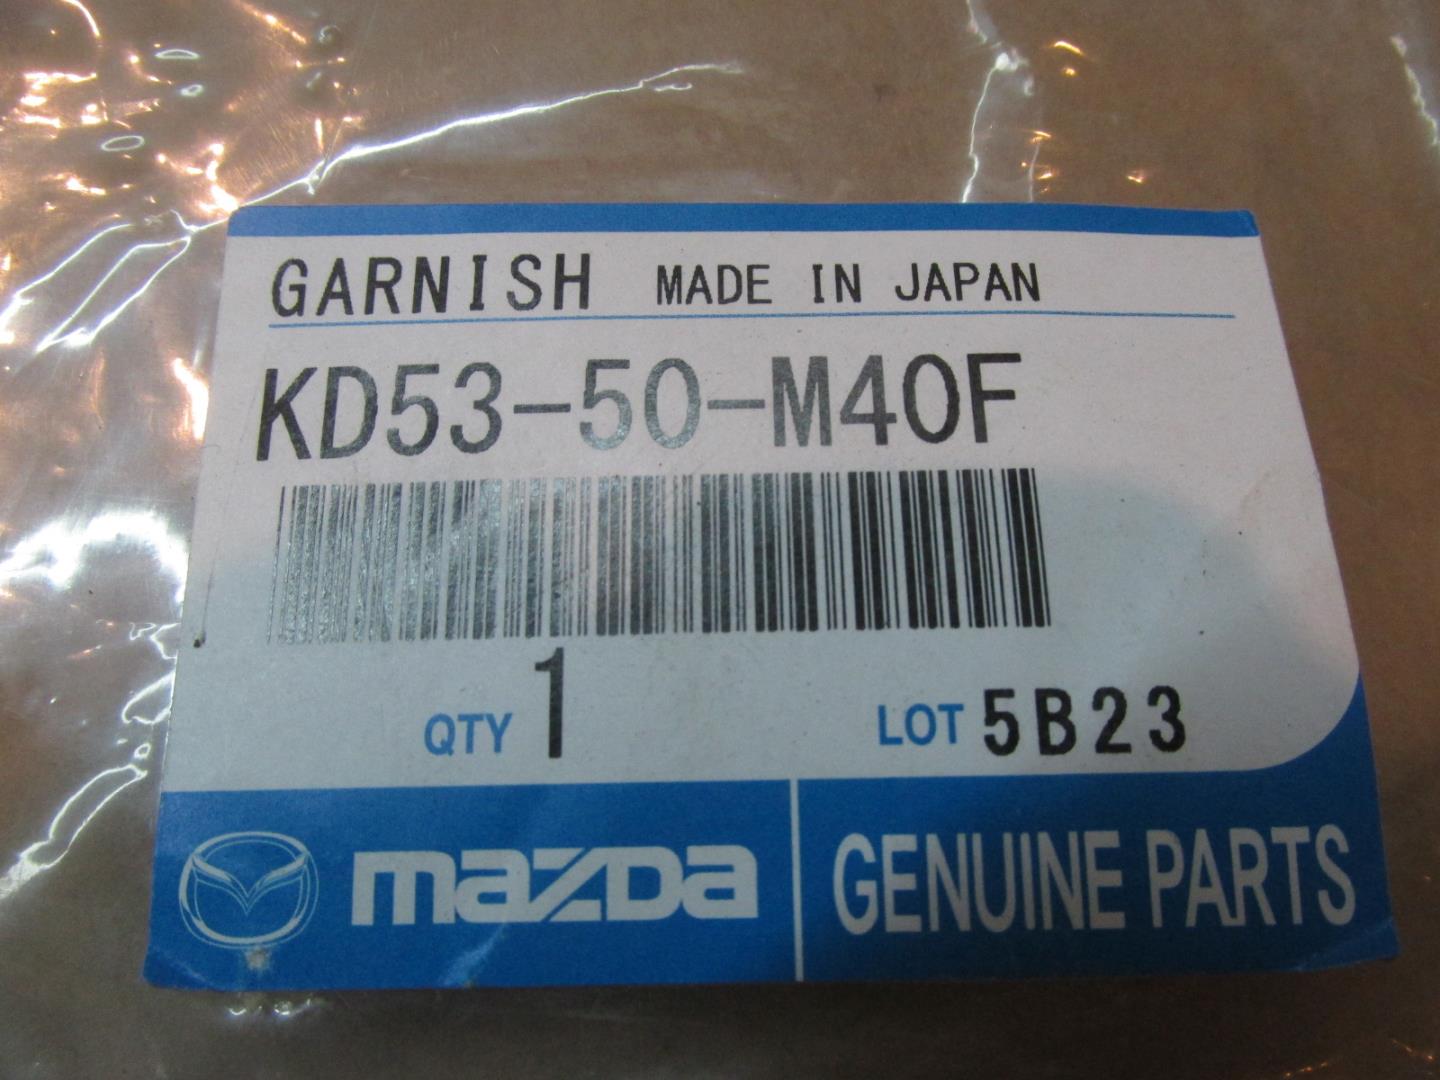 GARNISH MADE IN JAPAN
KD53-50-M40F
QTY 1 LOT 5B23
mazda GENUINE PARTS